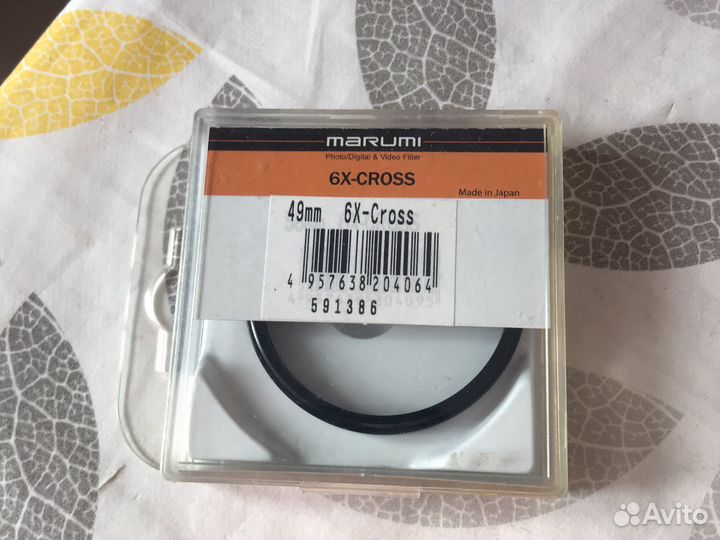 marumi
Photo/Digital & Video Filter
6X-CROSS
Made in Japan
49mm 6X-Cross
4 957638 204064
591386
Avito